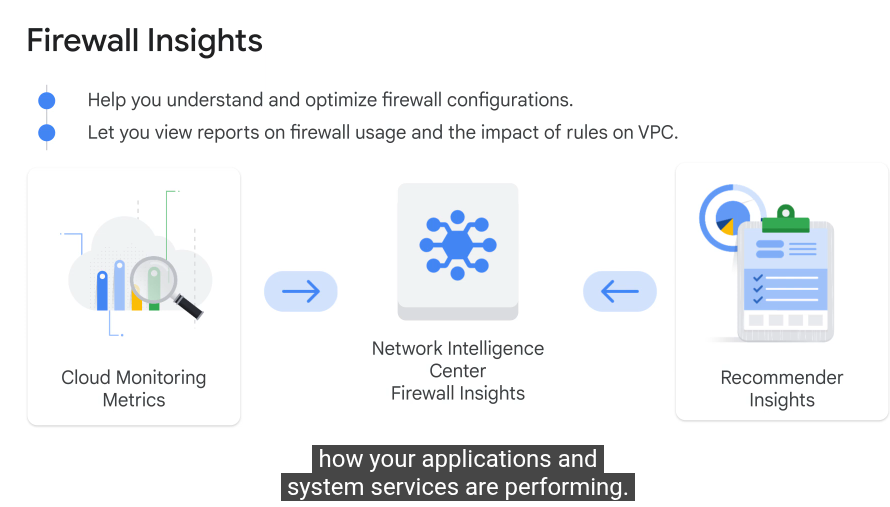 Firewall Insights
Help you understand and optimize firewall configurations.
Let you view reports on firewall usage and the impact of rules on VPC.
Cloud Monitoring
Metrics
Network Intelligence
Center
Firewall Insights
Recommender
Insights
how your applications and
system services are performing.